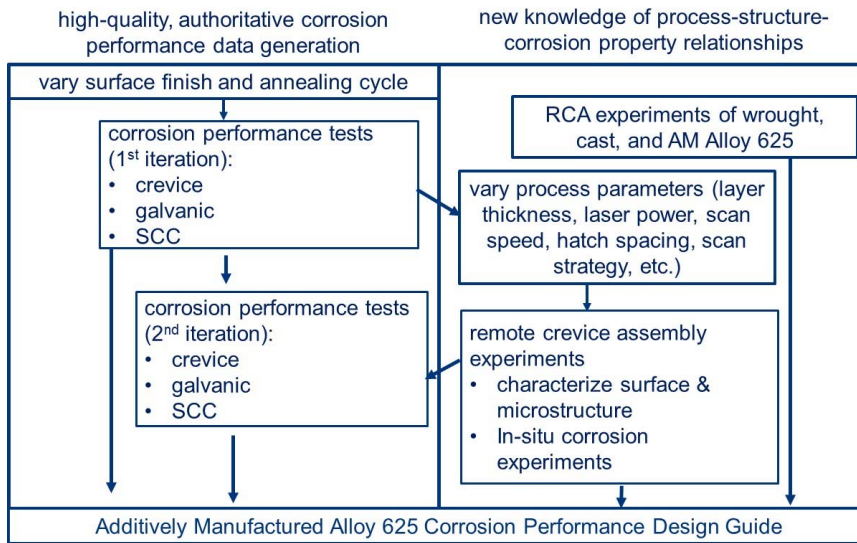 high-quality, authoritative corrosion
performance data generation
new knowledge of process-structure-
corrosion property relationships
vary surface finish and annealing cycle
corrosion performance tests
(1st iteration):
• crevice
• galvanic
• SCC
RCA experiments of wrought,
cast, and AM Alloy 625
vary process parameters (layer
thickness, laser power, scan
speed, hatch spacing, scan
strategy, etc.)
corrosion performance tests
(2nd iteration):
• crevice
• galvanic
• SCC
remote crevice assembly
experiments
• characterize surface &
microstructure
• In-situ corrosion
experiments
Additively Manufactured Alloy 625 Corrosion Performance Design Guide